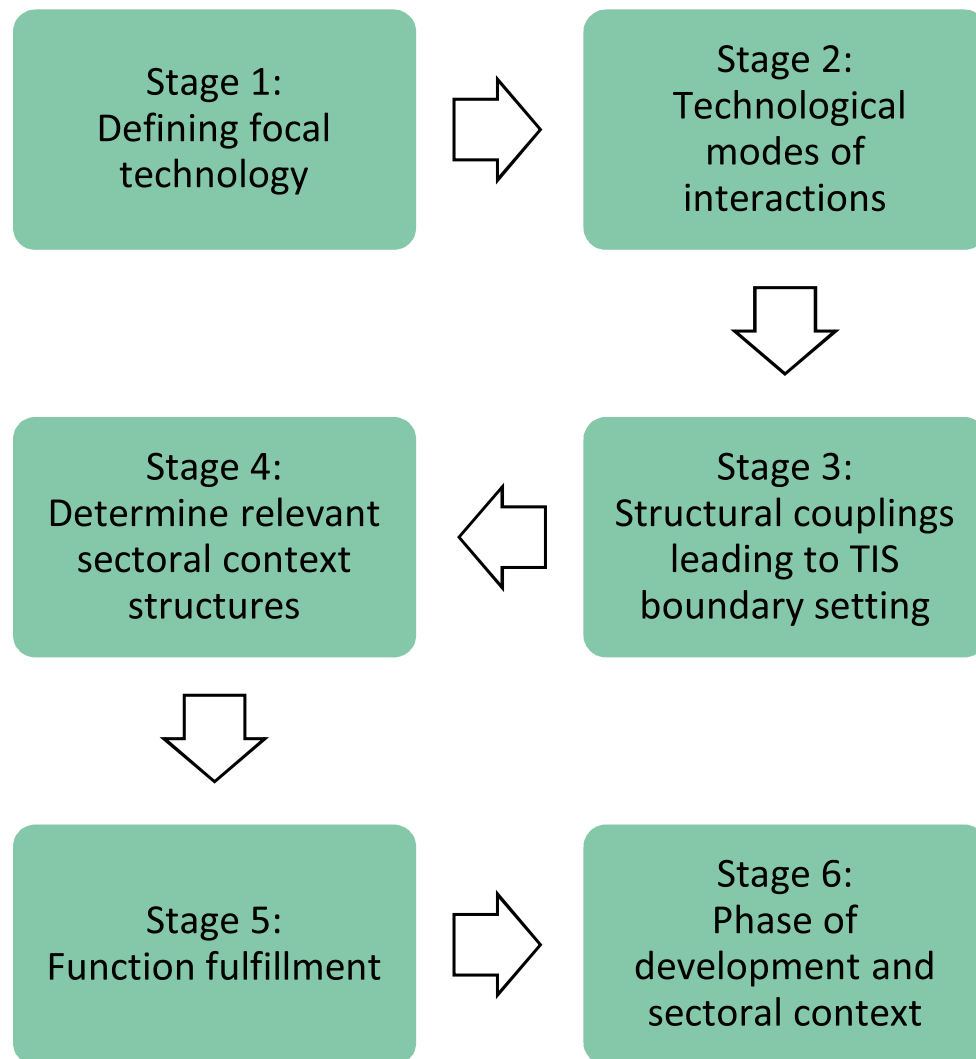 Stage 1:
Defining focal
technology
Stage 2:
Technological
modes of
interactions
Stage 3:
Structural couplings
leading to TIS
boundary setting
Stage 4:
Determine relevant
sectoral context
structures
Stage 5:
Function fulfillment
Stage 6:
Phase of
development and
sectoral context